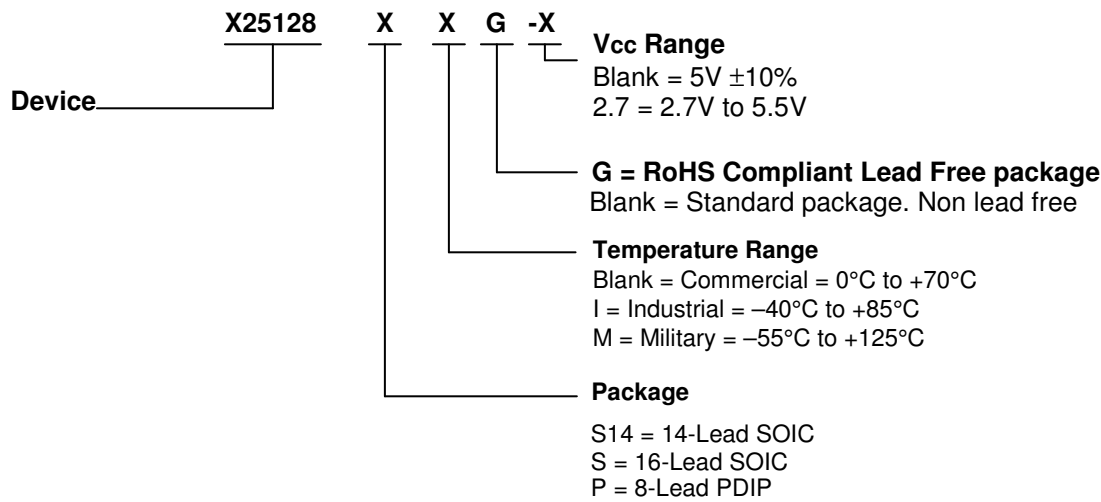 X25128 X X G -X
Vcc Range
Blank = 5V ±10%
2.7 = 2.7V to 5.5V
Device
G = RoHS Compliant Lead Free package
Blank = Standard package. Non lead free
Temperature Range
Blank = Commercial = 0°C to +70°C
I = Industrial = –40°C to +85°C
M = Military = –55°C to +125°C
Package
S14 = 14-Lead SOIC
S = 16-Lead SOIC
P = 8-Lead PDIP